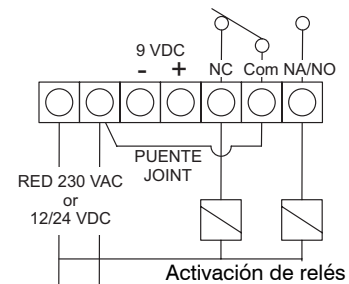 9 VDC
- + NC Com NA/NO
PUENTE
JOINT
RED 230 VAC
or
12/24 VDC
Activación de relés